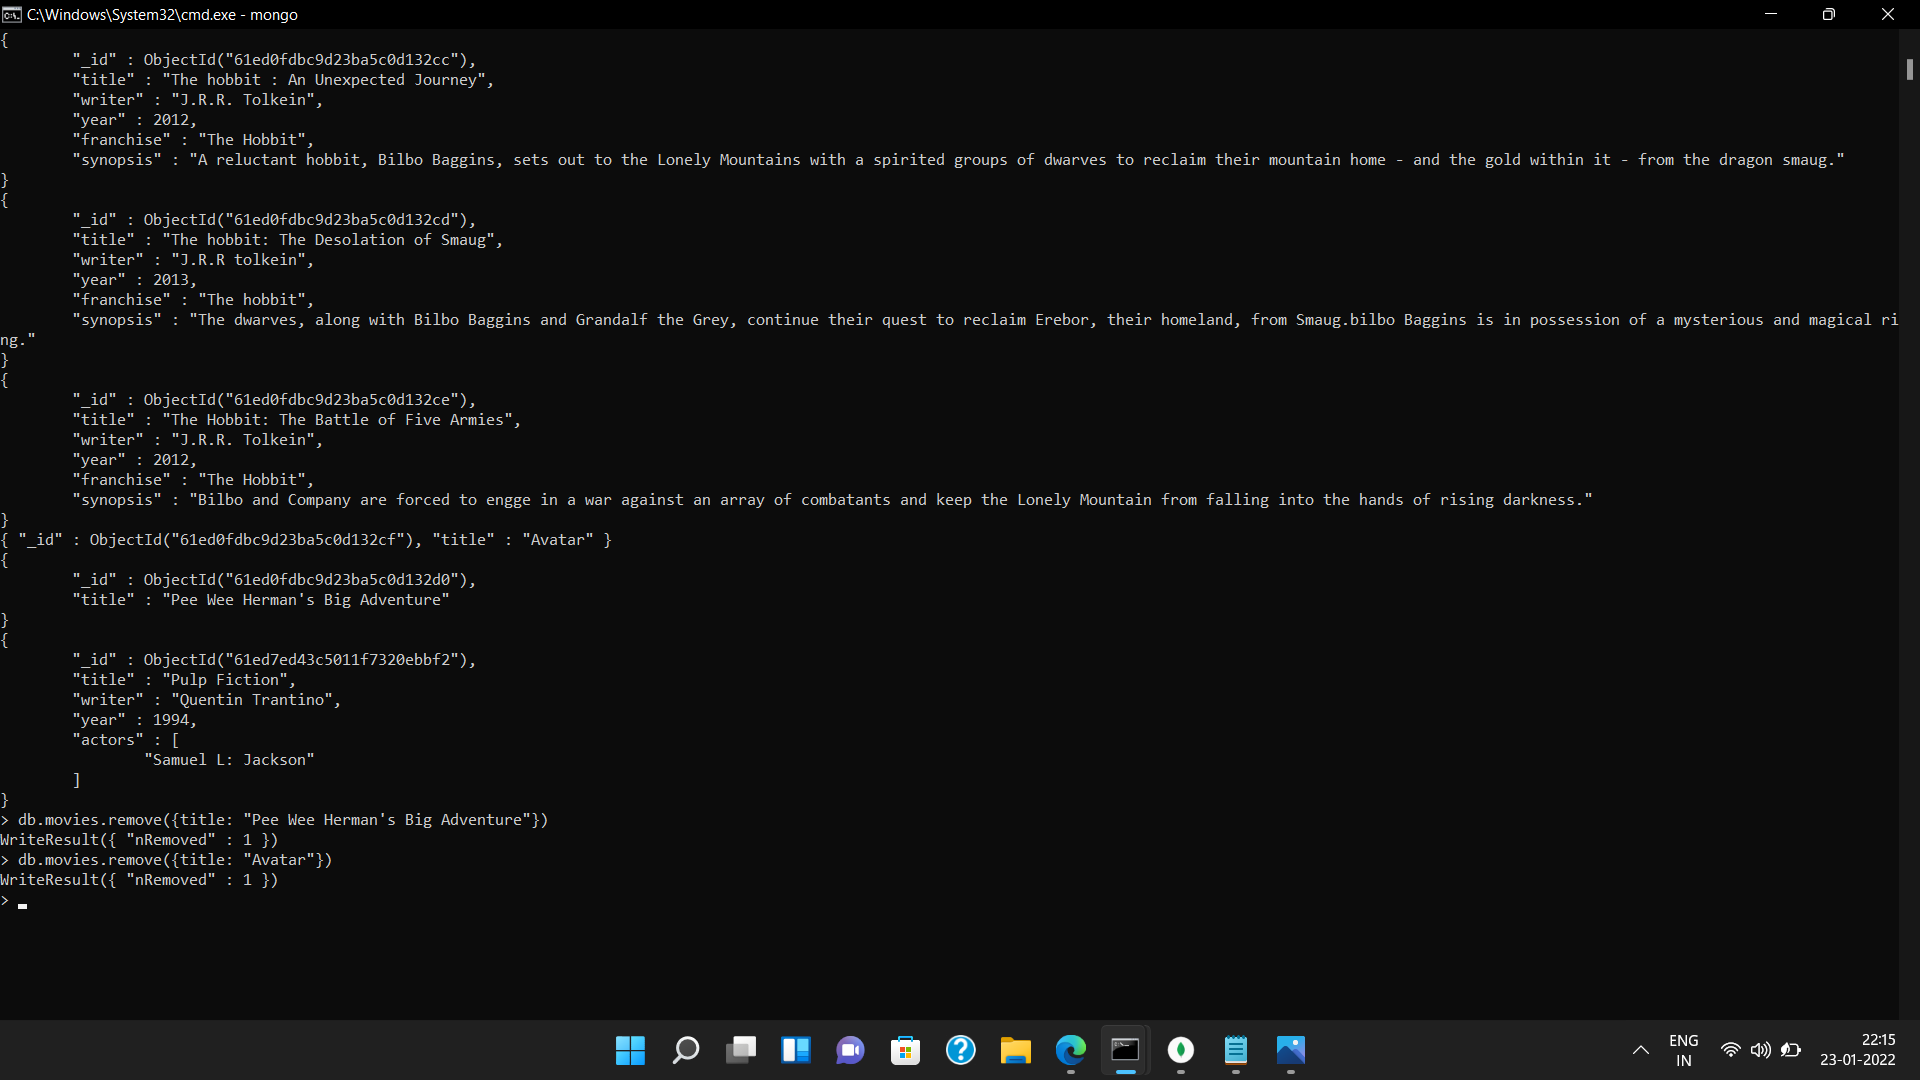 C:\Windows\System32\cmd.exe - mongo
{
"_id" : ObjectId("61ed0fdbc9d23ba5c0d132cc"),
"title" : "The hobbit : An Unexpected Journey",
"writer" : "J.R.R. Tolkein",
"year" : 2012,
"franchise" : "The Hobbit",
"synopsis" : "A reluctant hobbit, Bilbo Baggins, sets out to the Lonely Mountains with a spirited groups of dwarves to reclaim their mountain home - and the gold within it - from the dragon smaug."
}
{
"_id" : ObjectId("61ed0fdbc9d23ba5c0d132cd"),
"title" : "The hobbit: The Desolation of Smaug",
"writer" : "J.R.R tolkein",
"year" : 2013,
"franchise" : "The hobbit",
"synopsis" : "The dwarves, along with Bilbo Baggins and Grandalf the Grey, continue their quest to reclaim Erebor, their homeland, from Smaug.bilbo Baggins is in possession of a mysterious and magical ri
ng."
}
{
"_id" : ObjectId("61ed0fdbc9d23ba5c0d132ce"),
"title" : "The Hobbit: The Battle of Five Armies",
"writer" : "J.R.R. Tolkein",
"year" : 2012,
"franchise" : "The Hobbit",
"synopsis" : "Bilbo and Company are forced to engge in a war against an array of combatants and keep the Lonely Mountain from falling into the hands of rising darkness."
}
{ "_id" : ObjectId("61ed0fdbc9d23ba5c0d132cf"), "title" : "Avatar" }
{
"_id" : ObjectId("61ed0fdbc9d23ba5c0d132d0"),
"title" : "Pee Wee Herman's Big Adventure"
}
{
"_id" : ObjectId("61ed7ed43c5011f7320ebbf2"),
"title" : "Pulp Fiction",
"writer" : "Quentin Trantino",
"year" : 1994,
"actors" : [
"Samuel L: Jackson"
]
}
> db.movies.remove({title: "Pee Wee Herman's Big Adventure"})
WriteResult({ "nRemoved" : 1 })
> db.movies.remove({title: "Avatar"})
WriteResult({ "nRemoved" : 1 })
>
ENG
IN
22:15
23-01-2022